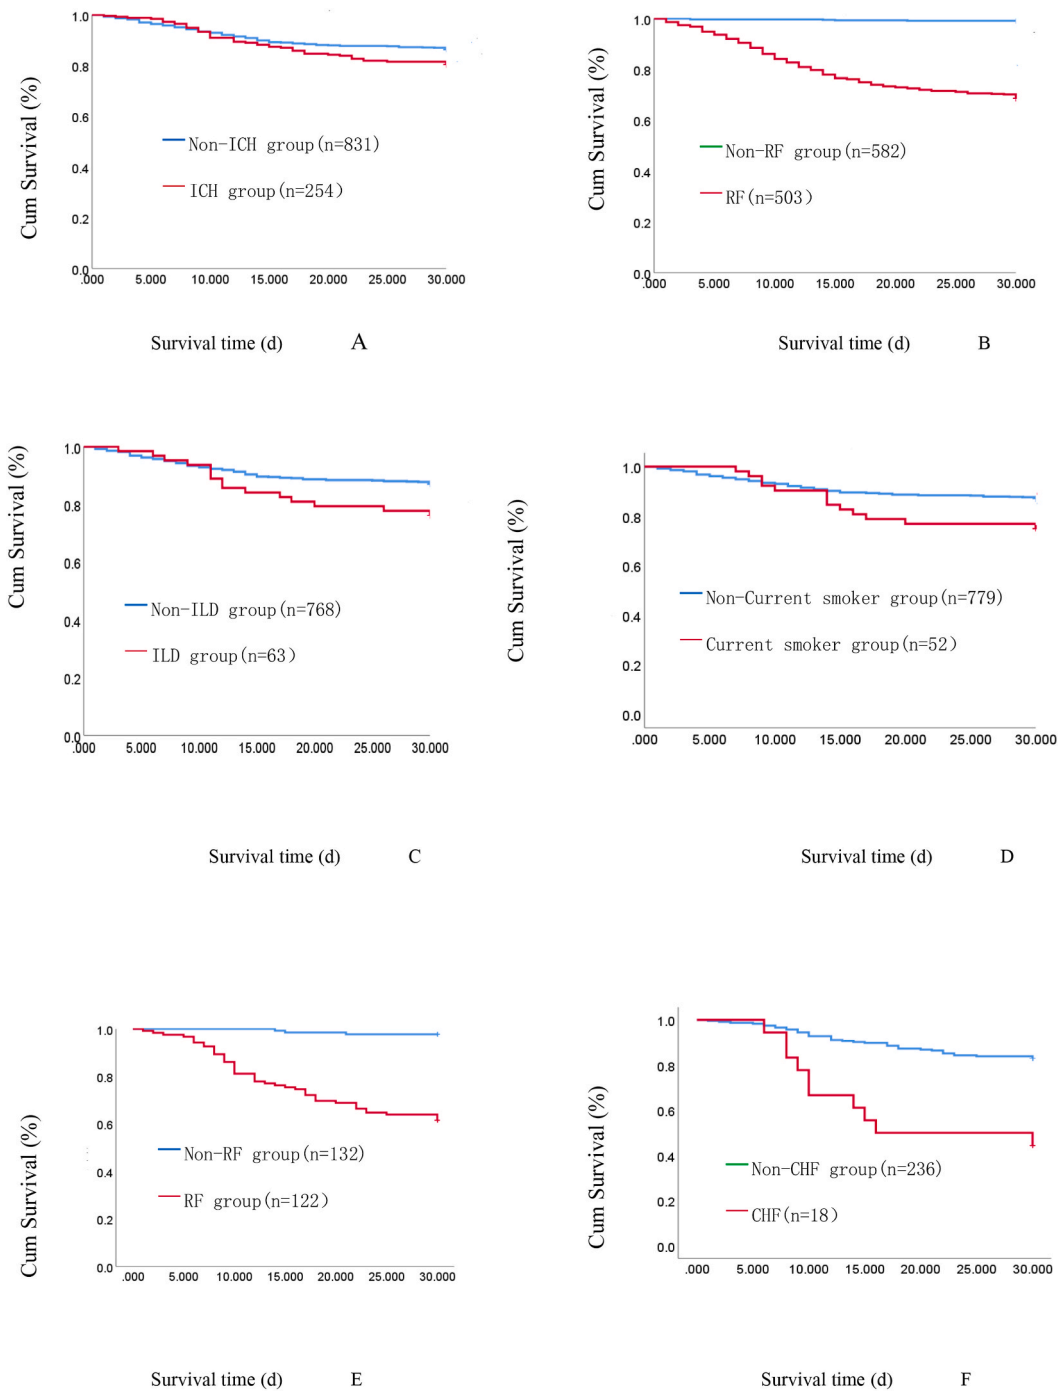 Cum Survival (%)
1.0
0.8
0.6
0.4
0.2
0.0
Non-ICH group(n=831)
ICH group(n=254)
.000 5.000 10.000 15.000 20.000 25.000 30.000
Survival time (d) A
Cum Survival (%)
1.0
0.8
0.6
0.4
0.2
0.0
Non-RF group(n=582)
RF(n=503)
.000 5.000 10.000 15.000 20.000 25.000 30.000
Survival time (d) B
Cum Survival (%)
1.0
0.8
0.6
0.4
0.2
0.0
Non-ILD group(n=768)
ILD group(n=63)
.000 5.000 10.000 15.000 20.000 25.000 30.000
Survival time (d) C
Cum Survival (%)
1.0
0.8
0.6
0.4
0.2
0.0
Non-Current smoker group(n=779)
Current smoker group(n=52)
.000 5.000 10.000 15.000 20.000 25.000 30.000
Survival time (d) D
Cum Survival (%)
1.0
0.8
0.6
0.4
0.2
0.0
Non-RF group(n=132)
RF group(n=122)
.000 5.000 10.000 15.000 20.000 25.000 30.000
Survival time (d) E
Cum Survival (%)
1.0
0.8
0.6
0.4
0.2
0.0
Non-CHF group(n=236)
CHF(n=18)
.000 5.000 10.000 15.000 20.000 25.000 30.000
Survival time (d) F